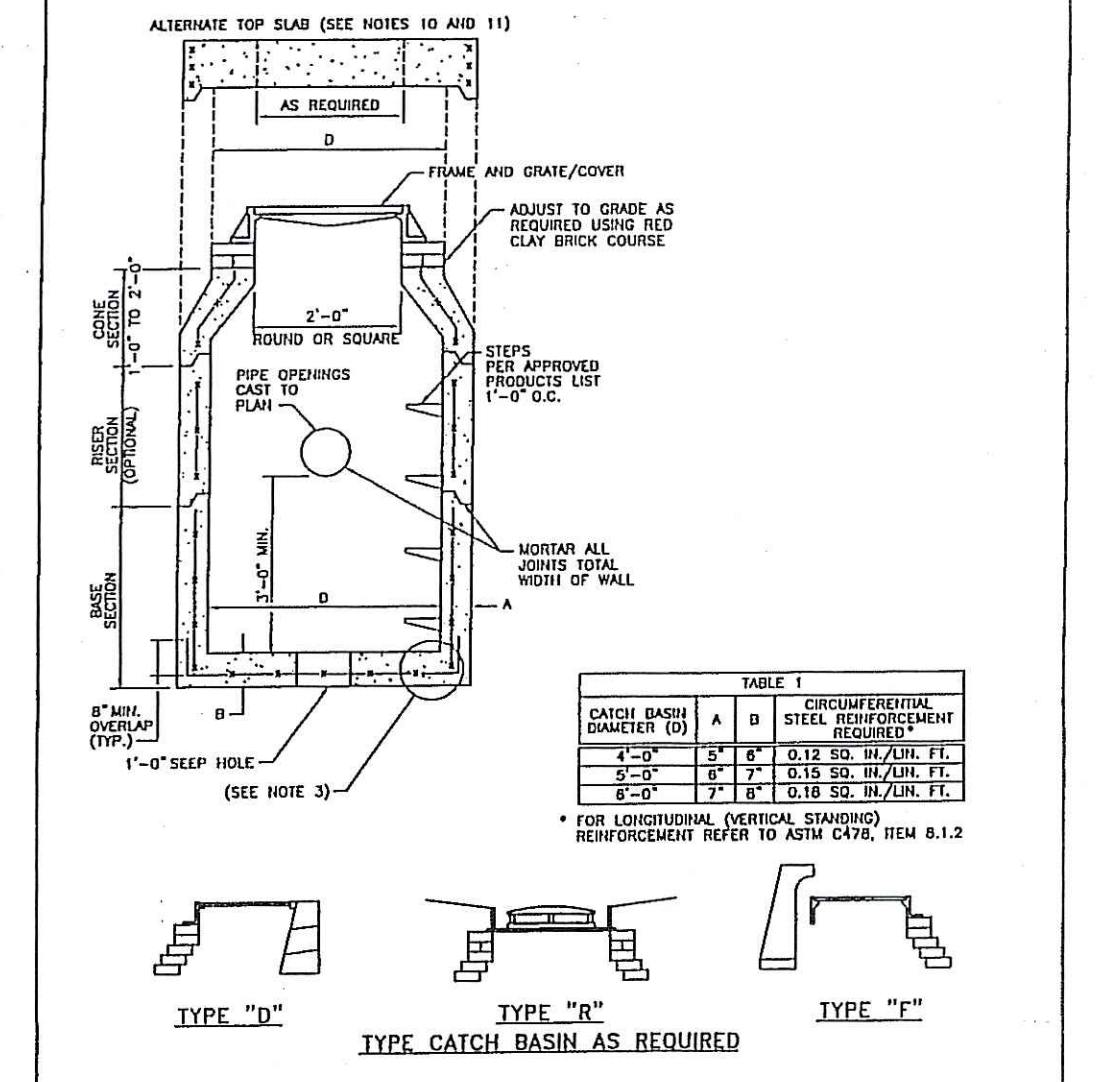 ALTERNATE TOP SLAB (SEE NOTES 10 AND 11)
AS REQUIRED
D
FRAME AND GRATE/COVER
ADJUST TO GRADE AS
REQUIRED USING RED
CLAY BRICK COURSE
CONE
SECTION
1'-0" TO 2'-0"
2'-0"
ROUND OR SQUARE
STEPS
PER APPROVED
PRODUCTS LIST
1'-0" O.C.
PIPE OPENINGS
CAST TO
PLAN
RISER
SECTION
(OPTIONAL)
3'-0" MIN.
MORTAR ALL
JOINTS TOTAL
WIDTH OF WALL
BASE
SECTION
D
A
8" MIN.
OVERLAP
(TYP.)
B
1'-0" SEEP HOLE
(SEE NOTE 3)
TABLE 1
CATCH BASIN
DIAMETER (D)
A
B
CIRCUMFERENTIAL
STEEL REINFORCEMENT
REQUIRED*
4'-0" 5" 6" 0.12 SQ. IN./LIN. FT.
5'-0" 6" 7" 0.15 SQ. IN./LIN. FT.
6'-0" 7" 8" 0.18 SQ. IN./LIN. FT.
* FOR LONGITUDINAL (VERTICAL STANDING)
REINFORCEMENT REFER TO ASTM C478, ITEM 8.1.2
TYPE "D"
TYPE "R"
TYPE "F"
TYPE CATCH BASIN AS REQUIRED